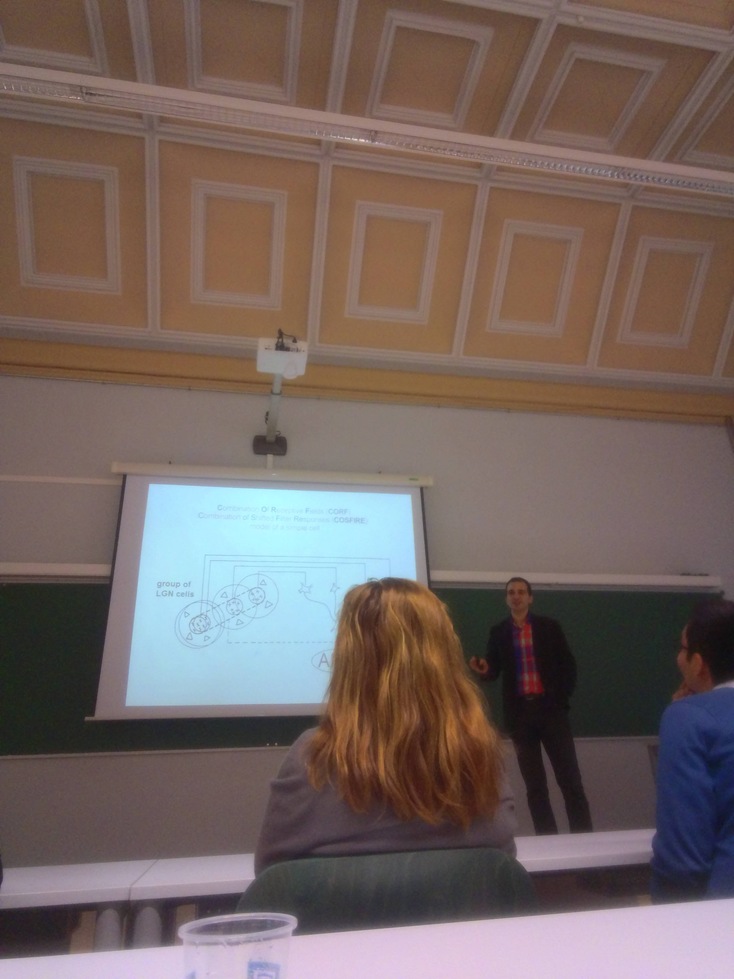 Combination Of Receptive Fields (CORF)
Combination of Shifted Filter Responses (COSFIRE)
model of a simple cell
group of
LGN cells
A